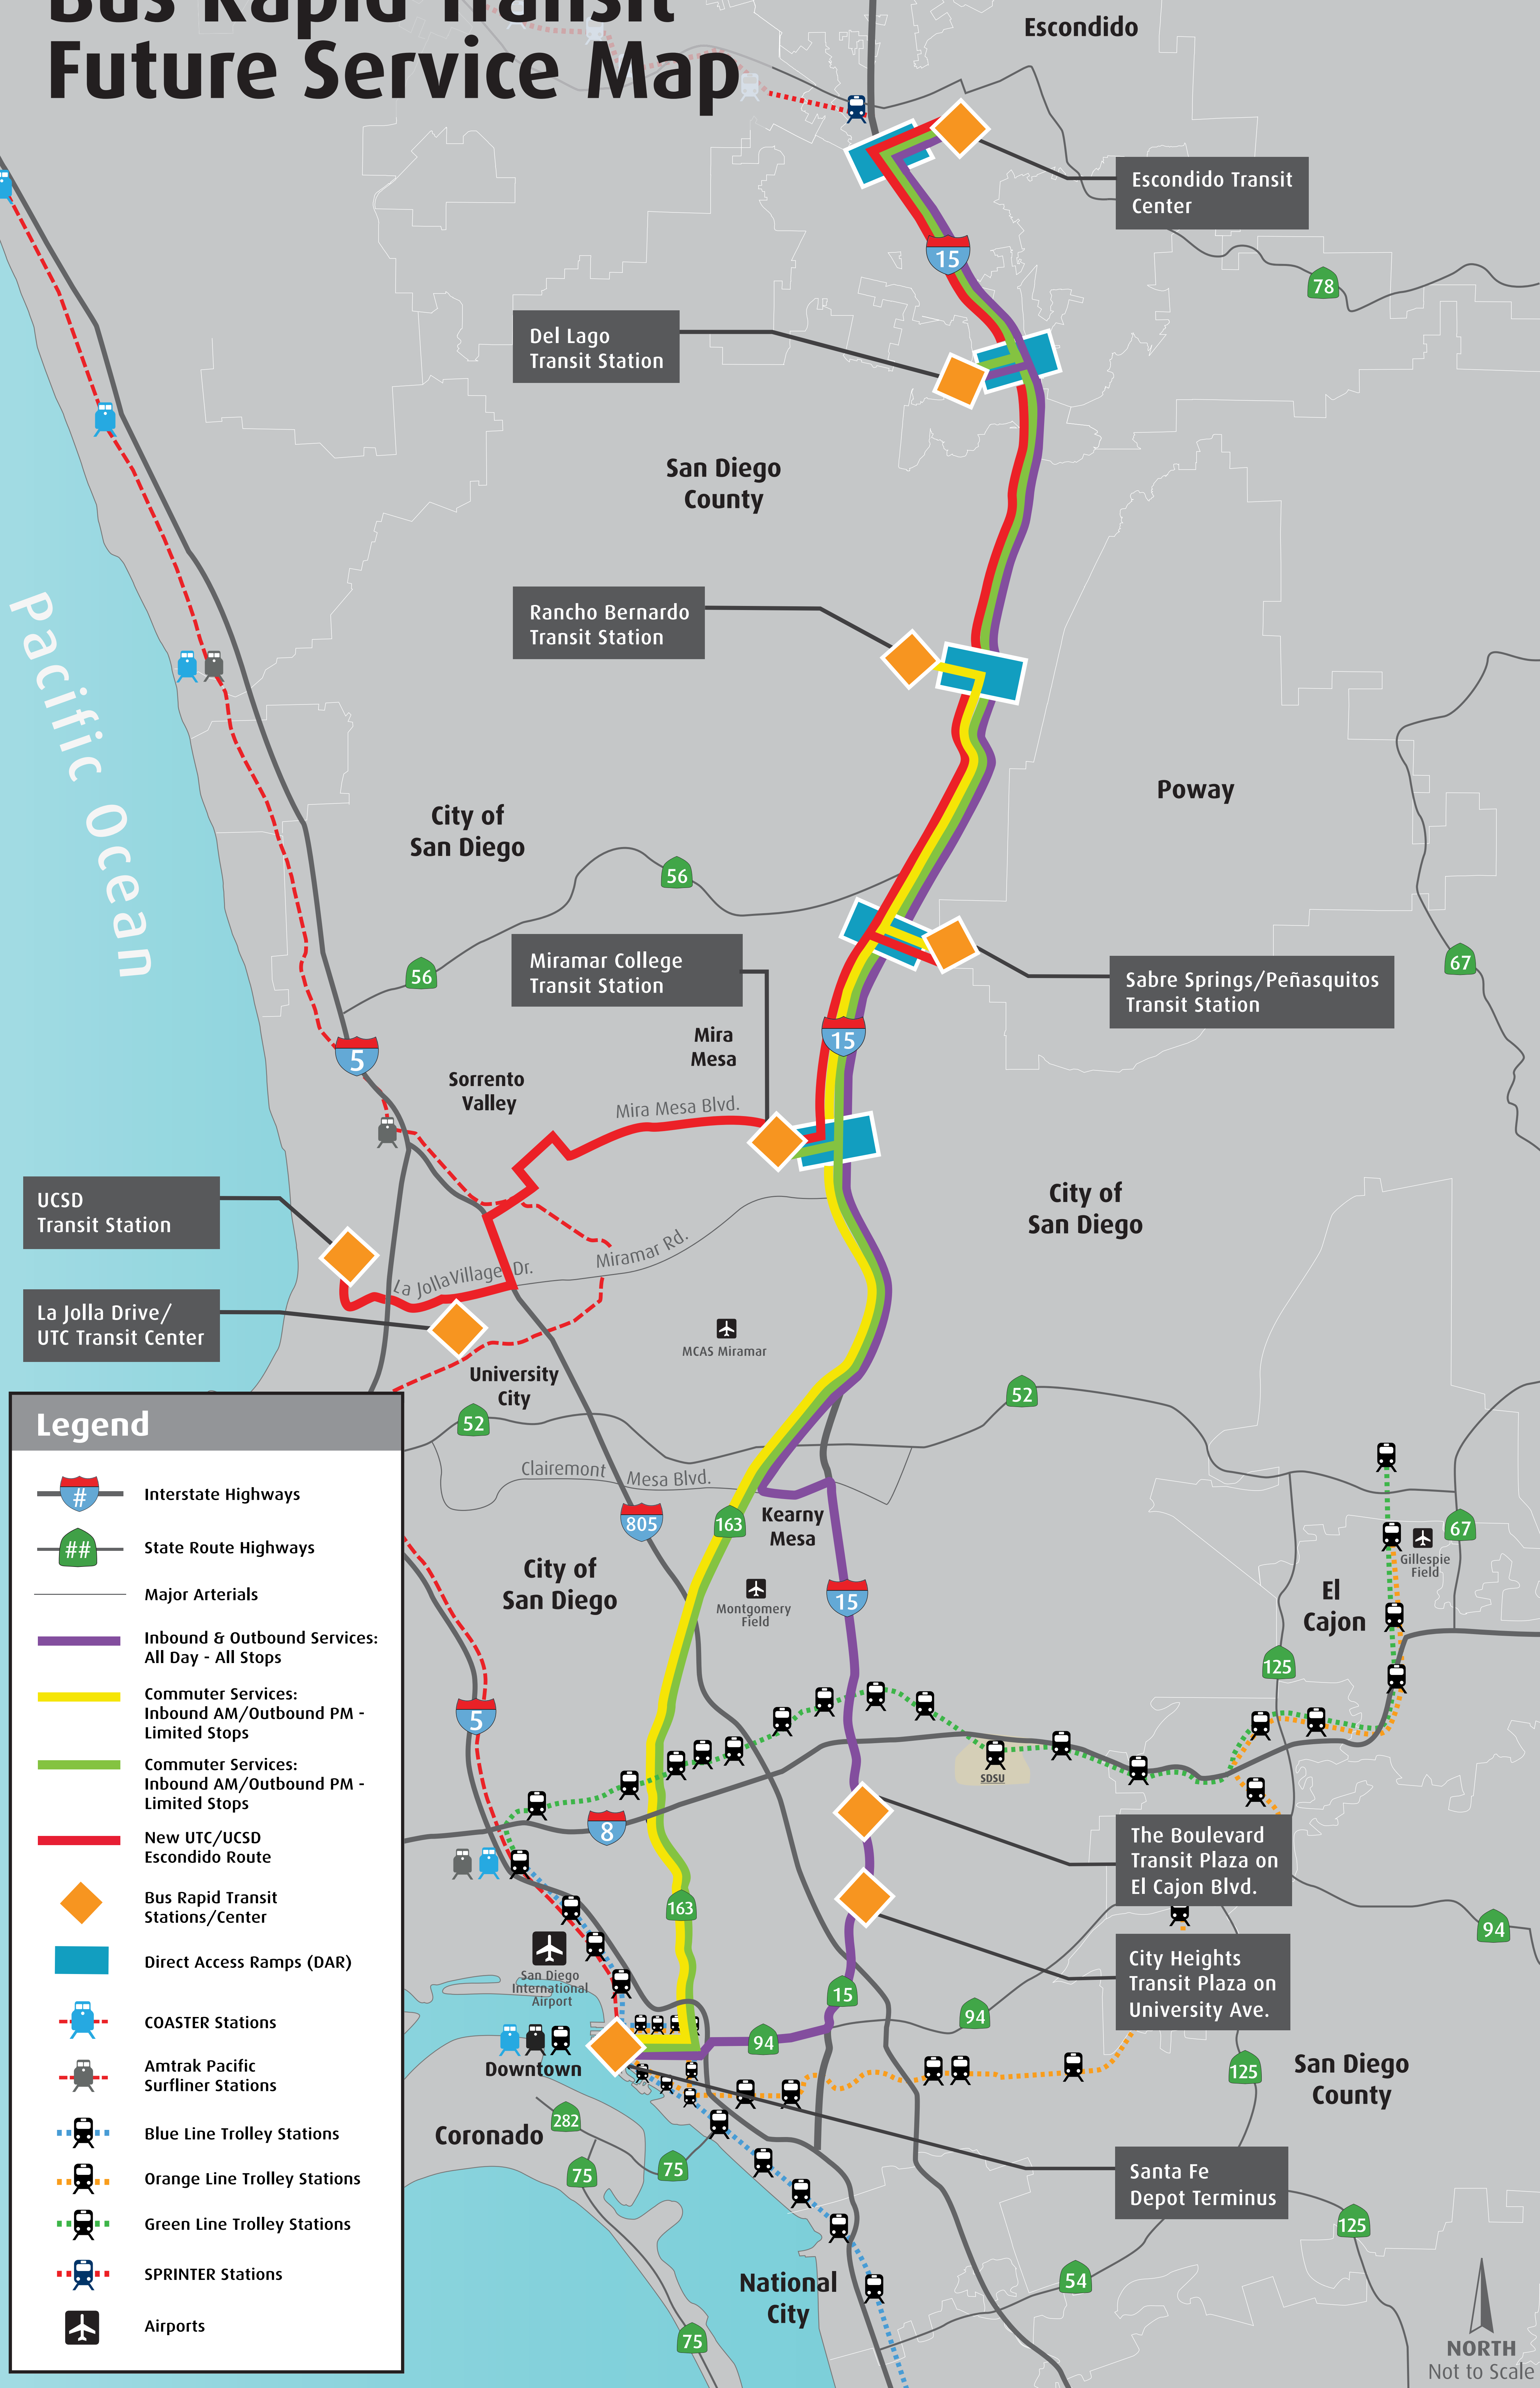 Bus Rapid Transit
Future Service Map
Escondido
Escondido Transit
Center
15
78
Del Lago
Transit Station
San Diego
County
Rancho Bernardo
Transit Station
Pacific Ocean
Poway
City of
San Diego
56
56
Miramar College
Transit Station
Sabre Springs/Peñasquitos
Transit Station
67
Mira
Mesa
15
5
Sorrento
Valley
Mira Mesa Blvd.
UCSD
Transit Station
City of
San Diego
Miramar Rd.
La Jolla Village Dr.
La Jolla Drive/
UTC Transit Center
MCAS Miramar
University
City
52
52
Clairemont Mesa Blvd.
805
163
Kearny
Mesa
67
Gillespie
Field
City of
San Diego
Montgomery
Field
15
El
Cajon
125
5
SDSU
8
The Boulevard
Transit Plaza on
El Cajon Blvd.
163
94
San Diego
International
Airport
City Heights
Transit Plaza on
University Ave.
15
94
94
Downtown
125
San Diego
County
Coronado
282
75
75
Santa Fe
Depot Terminus
125
54
National
City
75
NORTH
Not to Scale
Legend
#
Interstate Highways
##
State Route Highways
Major Arterials
Inbound & Outbound Services:
All Day - All Stops
Commuter Services:
Inbound AM/Outbound PM -
Limited Stops
Commuter Services:
Inbound AM/Outbound PM -
Limited Stops
New UTC/UCSD
Escondido Route
Bus Rapid Transit
Stations/Center
Direct Access Ramps (DAR)
COASTER Stations
Amtrak Pacific
Surfliner Stations
Blue Line Trolley Stations
Orange Line Trolley Stations
Green Line Trolley Stations
SPRINTER Stations
Airports